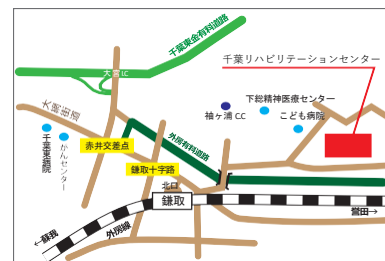 千葉東金有料道路
大宮IC
千葉リハビリテーションセンター
大網街道
下総精神医療センター
袖ヶ浦CC
こども病院
千葉東病院
がんセンター
赤井交差点
外房有料道路
鎌取十字路
北口
鎌取
←蘇我
外房線
誉田→